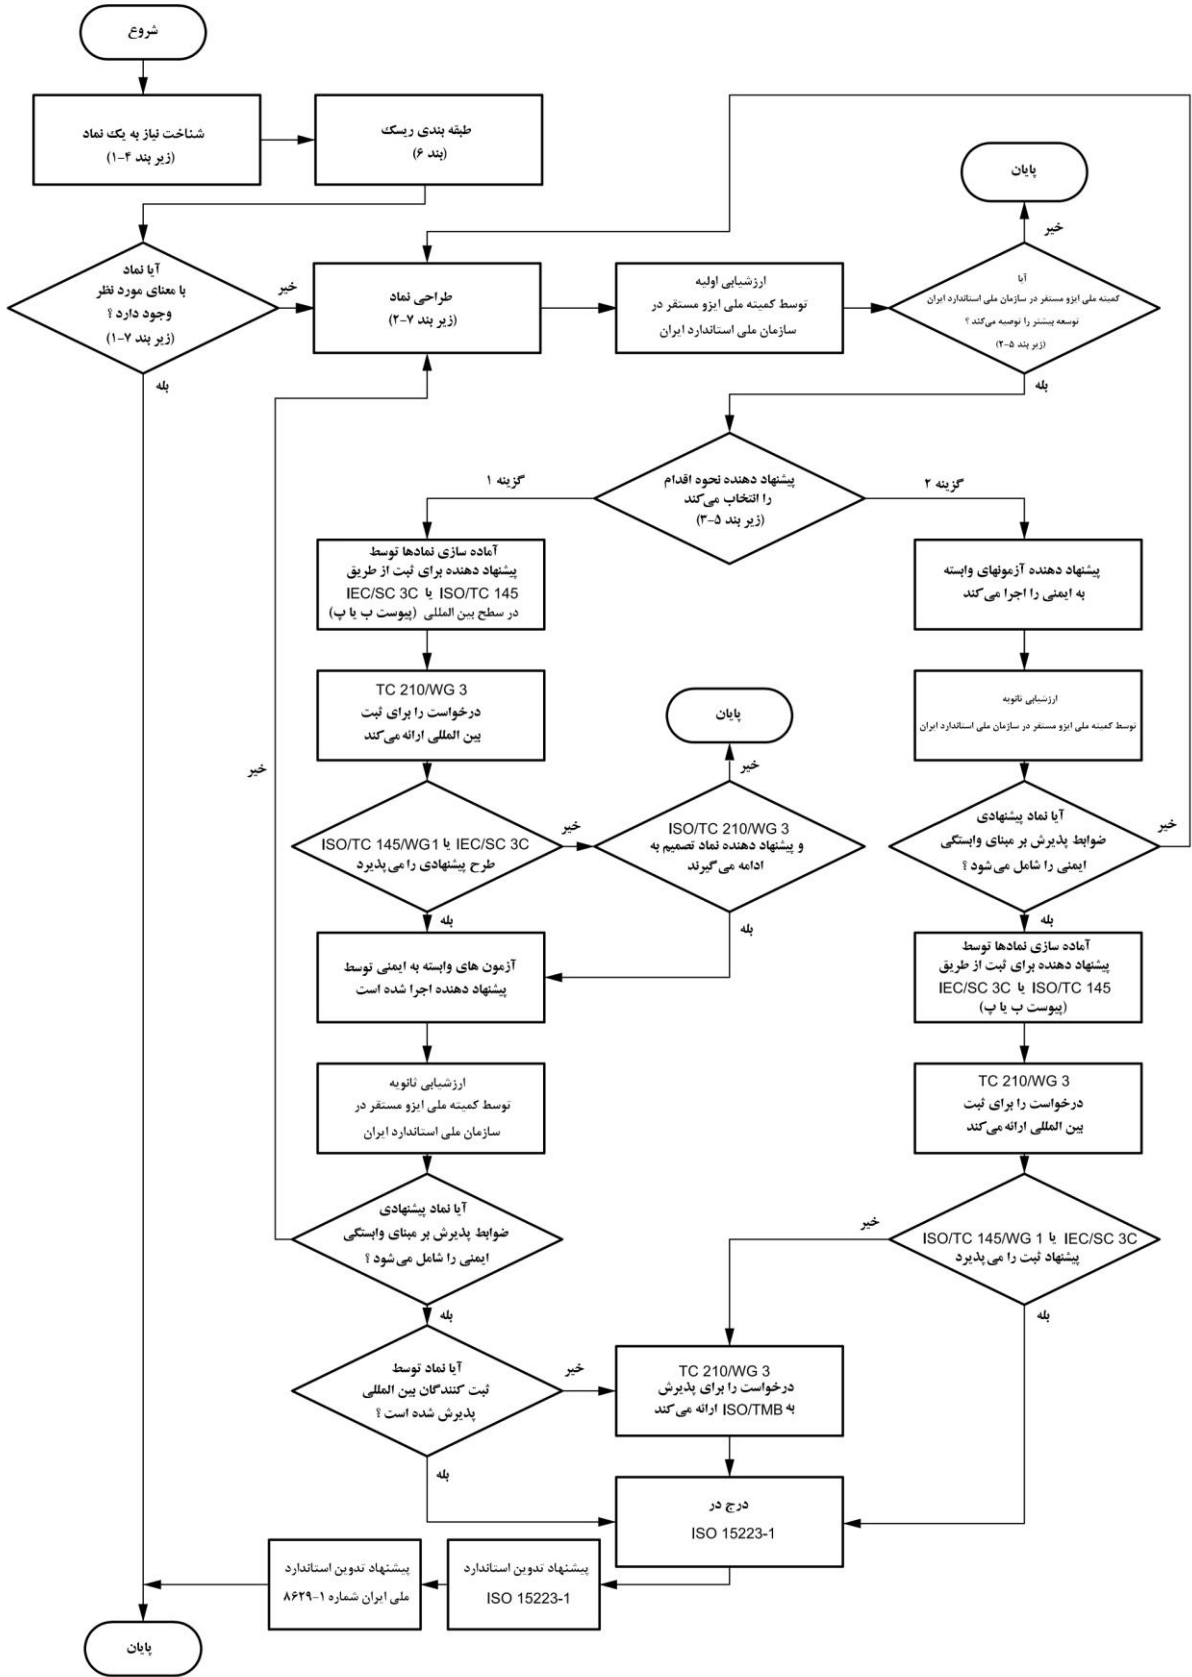 شروع
شناخت نیاز به یک نماد
(زیر بند ۴-۱)
طبقه بندی ریسک
(بند ۶)
آیا نماد
با معنای مورد نظر
وجود دارد ؟
(زیر بند ۷-۱)
خیر
بله
طراحی نماد
(زیر بند ۷-۲)
ارزشیابی اولیه
توسط کمیته ملی ایزو مستقر در
سازمان ملی استاندارد ایران
آیا
کمیته ملی ایزو مستقر در سازمان ملی استاندارد ایران
توسعه پیشتر را توصیه می‌کند ؟
(زیر بند ۵-۲)
خیر
پایان
بله
پیشنهاد دهنده نحوه اقدام
را انتخاب می‌کند
(زیر بند ۵-۳)
گزینه ۱
گزینه ۲
آماده سازی نمادها توسط
پیشنهاد دهنده برای ثبت از طریق
ISO/TC 145 یا IEC/SC 3C
در سطح بین المللی (پیوست ب یا پ)
TC 210/WG 3
درخواست را برای ثبت
بین المللی ارائه می‌کند
IEC/SC 3C یا ISO/TC 145/WG1
طرح پیشنهادی را می‌پذیرد
خیر
بله
ISO/TC 210/WG 3
و پیشنهاد دهنده نماد تصمیم به
ادامه می‌گیرند
خیر
پایان
بله
آزمون های وابسته به ایمنی توسط
پیشنهاد دهنده اجرا شده است
ارزشیابی ثانویه
توسط کمیته ملی ایزو مستقر در
سازمان ملی استاندارد ایران
آیا نماد پیشنهادی
ضوابط پذیرش بر مبنای وابستگی
ایمنی را شامل می‌شود ؟
خیر
بله
آیا نماد توسط
ثبت کنندگان بین المللی
پذیرش شده است ؟
خیر
بله
پیشنهاد دهنده آزمونهای وابسته
به ایمنی را اجرا می‌کند
ارزشیابی ثانویه
توسط کمیته ملی ایزو مستقر در سازمان ملی استاندارد ایران
آیا نماد پیشنهادی
ضوابط پذیرش بر مبنای وابستگی
ایمنی را شامل می‌شود ؟
خیر
بله
آماده سازی نمادها توسط
پیشنهاد دهنده برای ثبت از طریق
ISO/TC 145 یا IEC/SC 3C
(پیوست ب یا پ)
TC 210/WG 3
درخواست را برای ثبت
بین المللی ارائه می‌کند
IEC/SC 3C یا ISO/TC 145/WG 1
پیشنهاد ثبت را می‌پذیرد
خیر
بله
TC 210/WG 3
درخواست را برای پذیرش
به ISO/TMB ارائه می‌کند
درج در
ISO 15223-1
پیشنهاد تدوین استاندارد
ISO 15223-1
پیشنهاد تدوین استاندارد
ملی ایران شماره ۱-۸۶۲۹
پایان